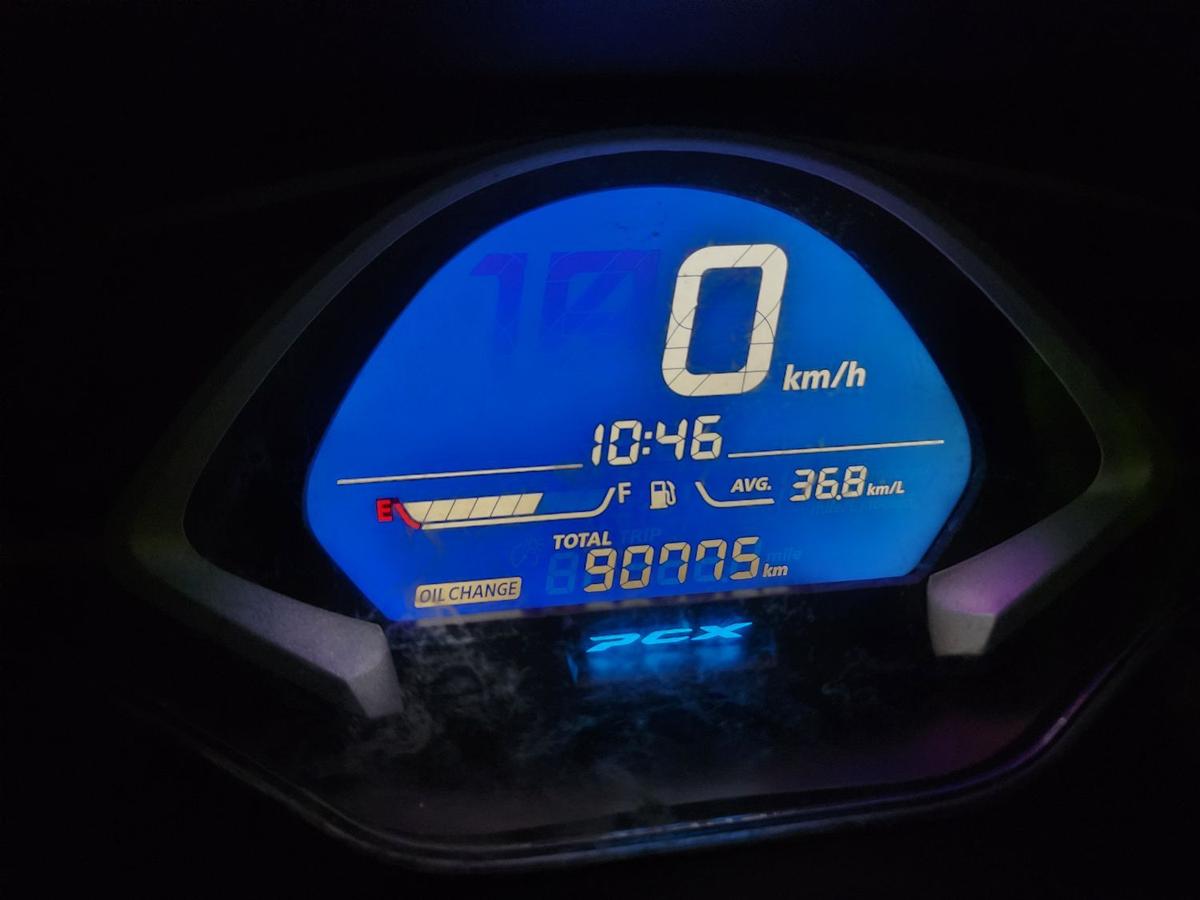 0 km/h
10:46
E F AVG. 36.8 km/L
TOTAL
90775 km
OIL CHANGE
PCX